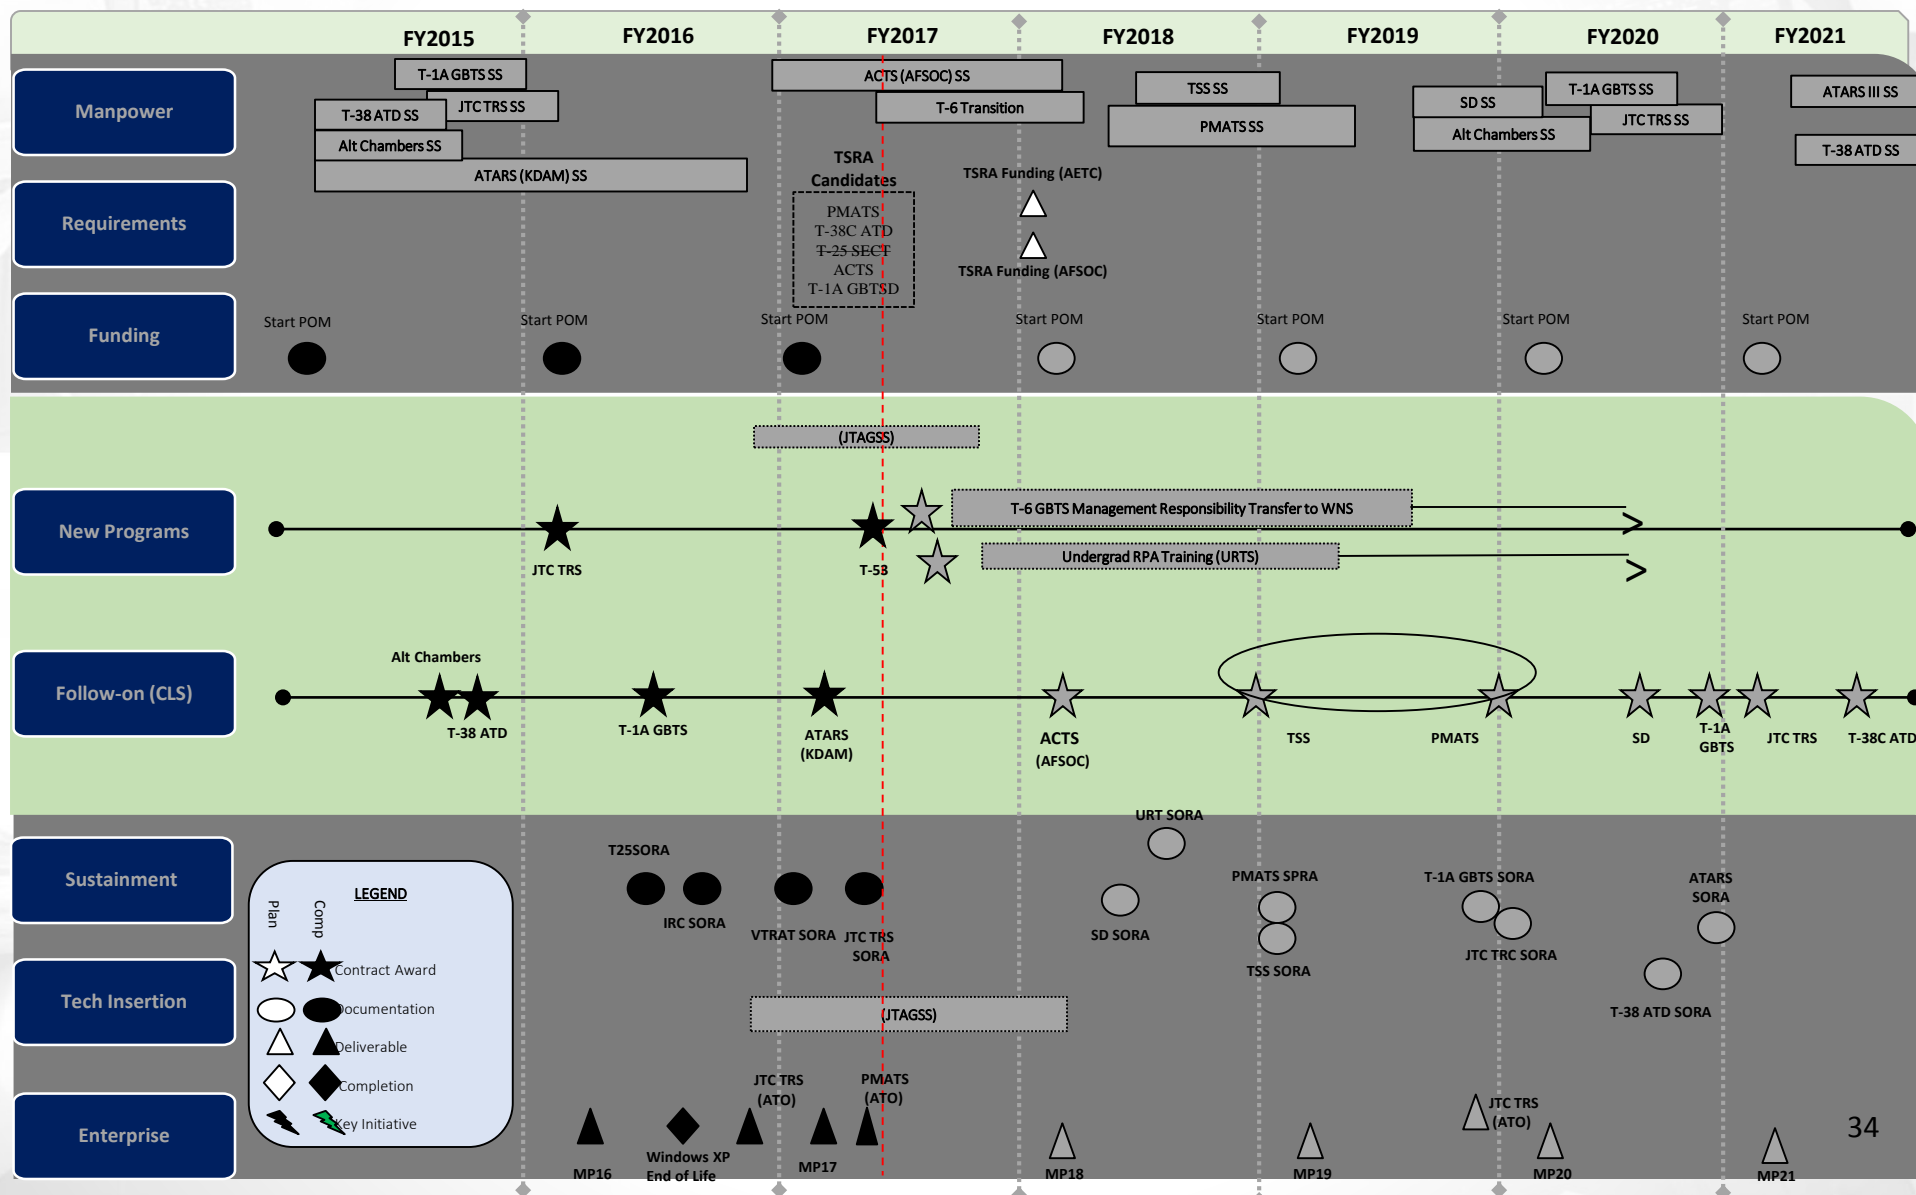 FY2015 FY2016 FY2017 FY2018 FY2019 FY2020 FY2021
Manpower
T-1A GBTS SS
JTC TRS SS
T-38 ATD SS
Alt Chambers SS
ATARS (KDAM) SS
ACTS (AFSOC) SS
T-6 Transition
TSS SS
PMATS SS
SD SS
Alt Chambers SS
T-1A GBTS SS
JTC TRS SS
ATARS III SS
T-38 ATD SS
Requirements
TSRA
Candidates
PMATS
T-38C ATD
T-25 SECT
ACTS
T-1A GBTSD
TSRA Funding (AETC)
TSRA Funding (AFSOC)
Funding
Start POM
Start POM
Start POM
Start POM
Start POM
Start POM
Start POM
(JTAGSS)
New Programs
JTC TRS
T-53
T-6 GBTS Management Responsibility Transfer to WNS
>
Undergrad RPA Training (URTS)
>
Follow-on (CLS)
Alt Chambers
T-38 ATD
T-1A GBTS
ATARS
(KDAM)
ACTS
(AFSOC)
TSS
PMATS
SD
T-1A
GBTS
JTC TRS
T-38C ATD
Sustainment
T25SORA
IRC SORA
VTRAT SORA
JTC TRS
SORA
URT SORA
SD SORA
PMATS SPRA
TSS SORA
T-1A GBTS SORA
JTC TRC SORA
ATARS
SORA
T-38 ATD SORA
Tech Insertion
(JTAGSS)
LEGEND
Plan
Comp
Contract Award
Documentation
Deliverable
Completion
Key Initiative
Enterprise
MP16
Windows XP
End of Life
JTC TRS
(ATO)
MP17
PMATS
(ATO)
MP18
MP19
JTC TRS
(ATO)
MP20
MP21
34